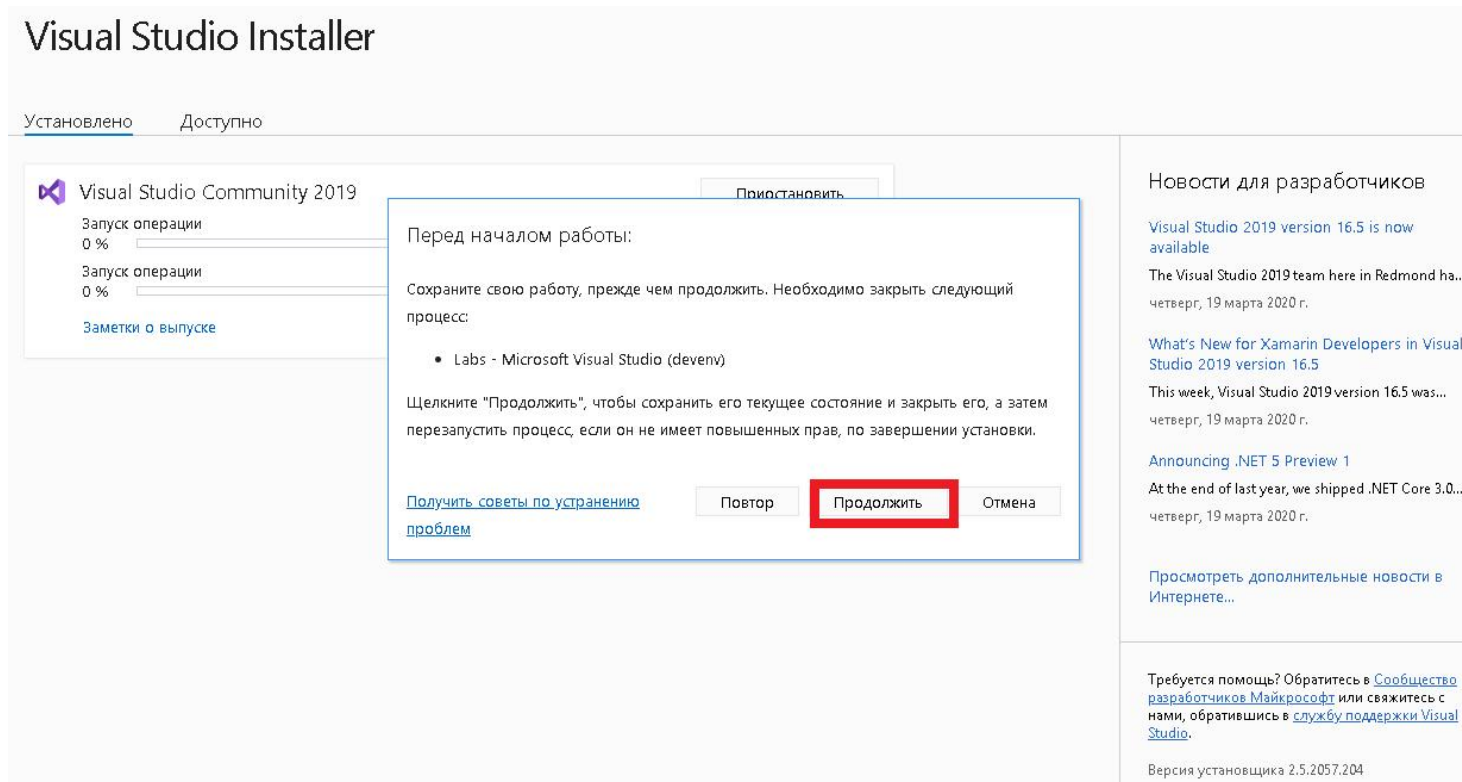 Visual Studio Installer
Установлено Доступно
Visual Studio Community 2019
Приостановить
Запуск операции
0 %
Запуск операции
0 %
Заметки о выпуске
Перед началом работы:
Сохраните свою работу, прежде чем продолжить. Необходимо закрыть следующий
процесс:
• Labs - Microsoft Visual Studio (devenv)
Щелкните "Продолжить", чтобы сохранить его текущее состояние и закрыть его, а затем
перезапустить процесс, если он не имеет повышенных прав, по завершении установки.
Получить советы по устранению
проблем
Повтор Продолжить Отмена
Новости для разработчиков
Visual Studio 2019 version 16.5 is now
available
The Visual Studio 2019 team here in Redmond ha...
четверг, 19 марта 2020 г.
What's New for Xamarin Developers in Visual
Studio 2019 version 16.5
This week, Visual Studio 2019 version 16.5 was...
четверг, 19 марта 2020 г.
Announcing .NET 5 Preview 1
At the end of last year, we shipped .NET Core 3.0...
четверг, 19 марта 2020 г.
Просмотреть дополнительные новости в
Интернете...
Требуется помощь? Обратитесь в Сообщество
разработчиков Майкрософт или свяжитесь с
нами, обратившись в службу поддержки Visual
Studio.
Версия установщика 2.5.2057.204